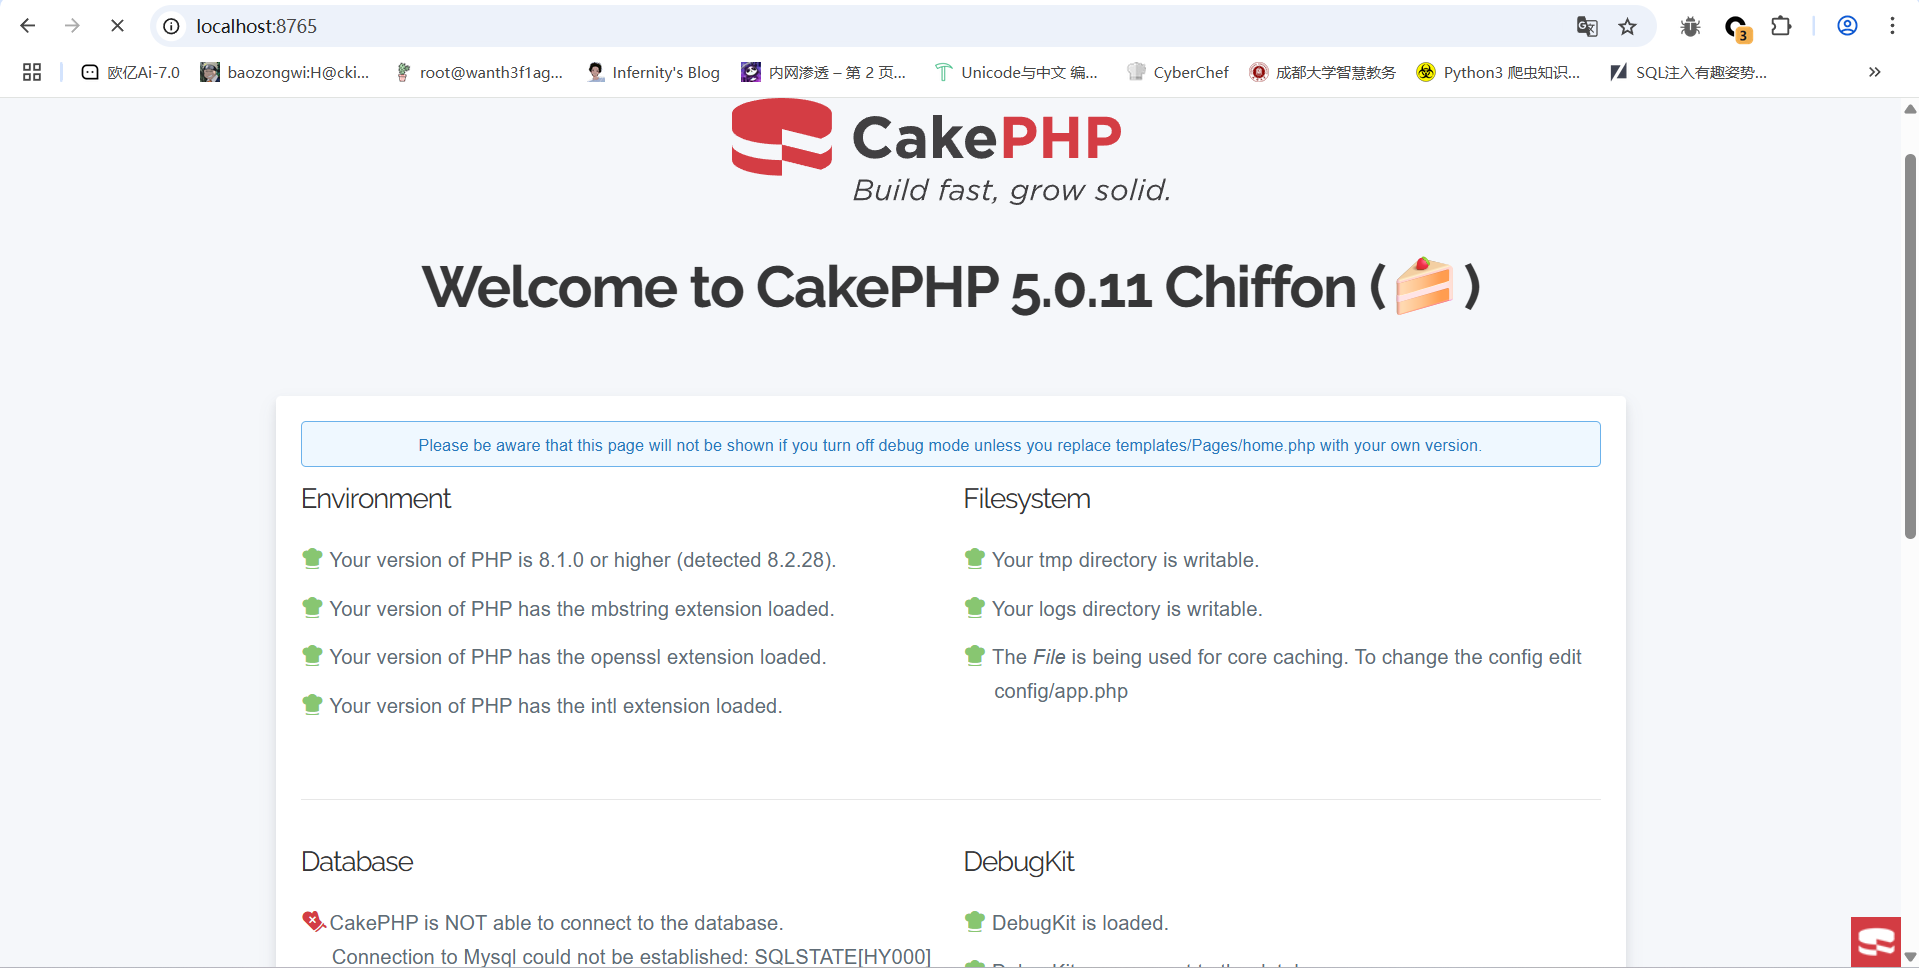 localhost:8765
3
欧亿Ai-7.0
baozongwi:H@cki...
root@wanth3f1ag...
Infernity's Blog
内网渗透 – 第 2 页...
Unicode与中文 编...
CyberChef
成都大学智慧教务
Python3 爬虫知识...
SQL注入有趣姿势...
CakePHP
Build fast, grow solid.
Welcome to CakePHP 5.0.11 Chiffon (🍰)
Please be aware that this page will not be shown if you turn off debug mode unless you replace templates/Pages/home.php with your own version.
Environment
Your version of PHP is 8.1.0 or higher (detected 8.2.28).
Your version of PHP has the mbstring extension loaded.
Your version of PHP has the openssl extension loaded.
Your version of PHP has the intl extension loaded.
Filesystem
Your tmp directory is writable.
Your logs directory is writable.
The File is being used for core caching. To change the config edit
config/app.php
Database
CakePHP is NOT able to connect to the database.
Connection to Mysql could not be established: SQLSTATE[HY000]
DebugKit
DebugKit is loaded.